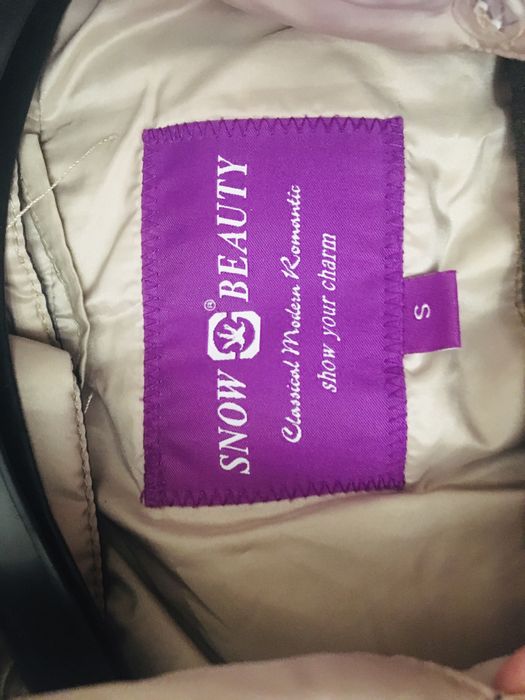 SNOW ® BEAUTY
Classical Modern Romantic
show your charm
S